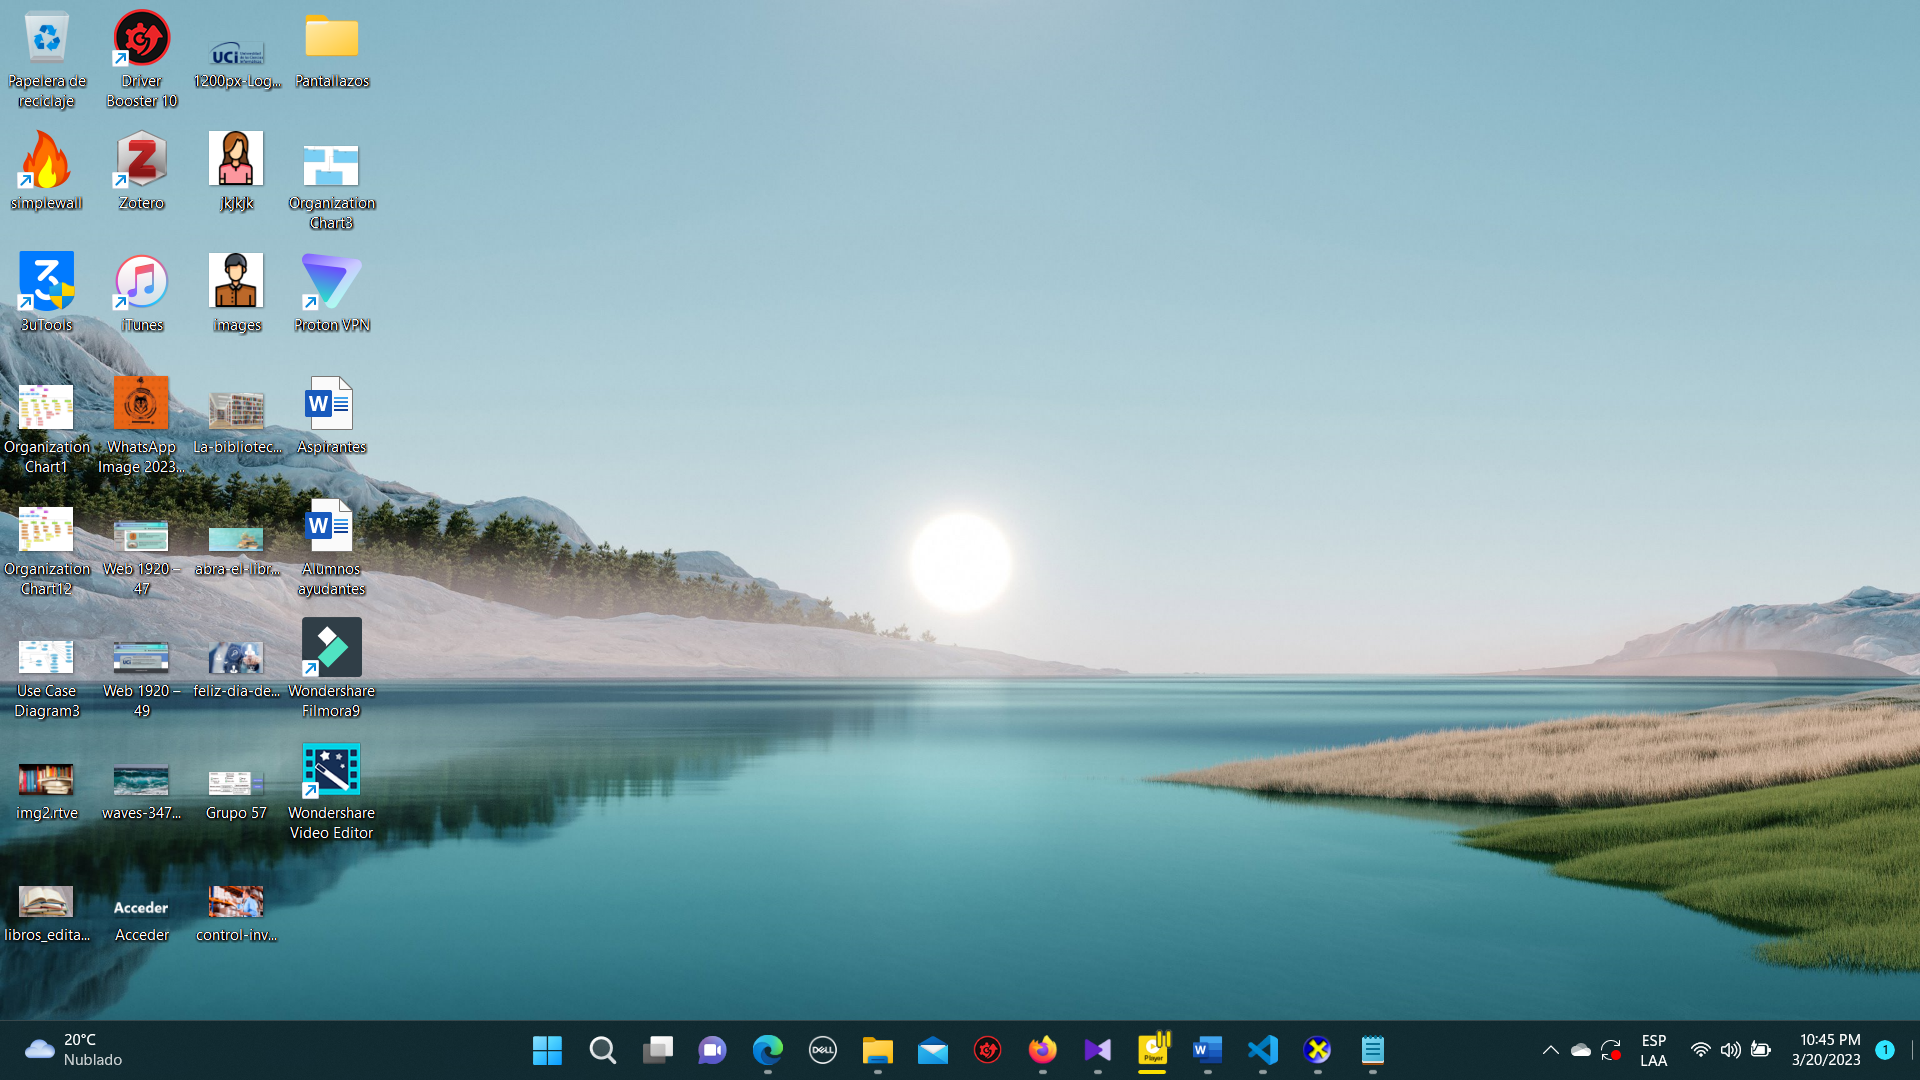 Papelera de
reciclaje
Driver
Booster 10
UCi
1200px-Log...
Pantallazos
simplewall
Z
Zotero
jkjkjk
Organization
Chart3
3
3uTools
iTunes
images
Proton VPN
Organization
Chart1
WhatsApp
Image 2023...
La-bibliotec...
W
Aspirantes
Organization
Chart12
Web 1920 –
47
abra-el-libr...
W
Alumnos
ayudantes
Use Case
Diagram3
Web 1920 –
49
feliz-dia-de...
Wondershare
Filmora9
img2.rtve
waves-347...
Grupo 57
Wondershare
Video Editor
libros_edita...
Acceder
Acceder
control-inv...
20°C
Nublado
DELL
Player
W
ESP
LAA
10:45 PM
3/20/2023
1